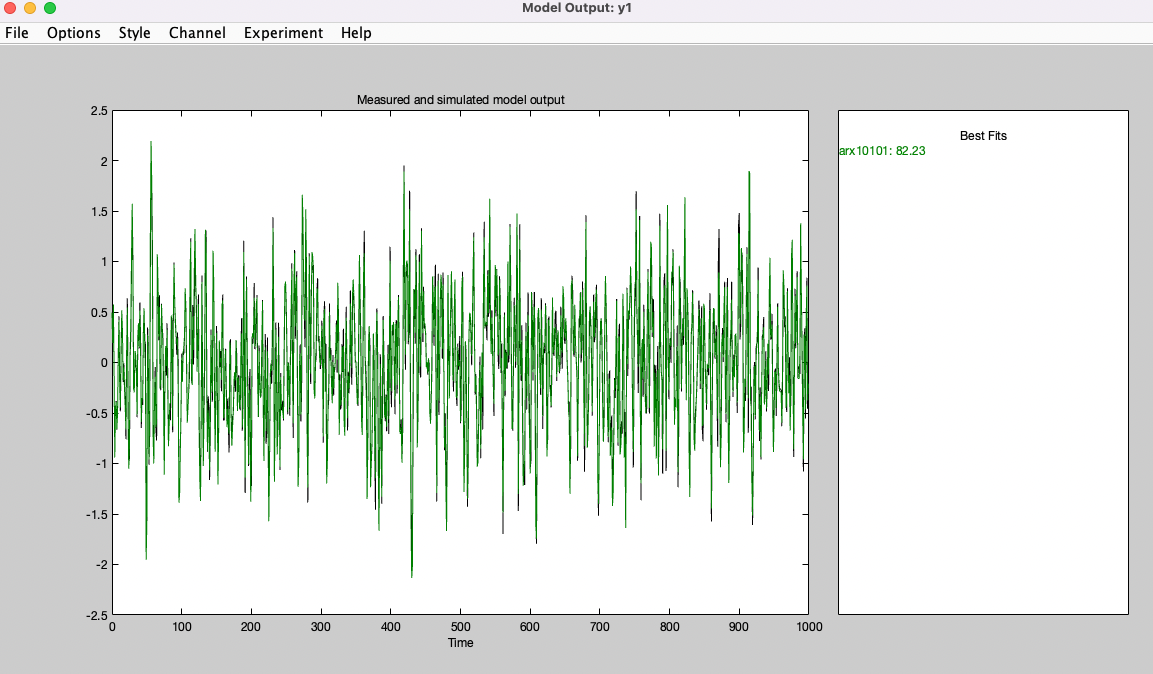 Model Output: y1
File Options Style Channel Experiment Help
Measured and simulated model output
2.5
2
1.5
1
0.5
0
-0.5
-1
-1.5
-2
-2.5
0 100 200 300 400 500 600 700 800 900 1000
Time
Best Fits
arx10101: 82.23